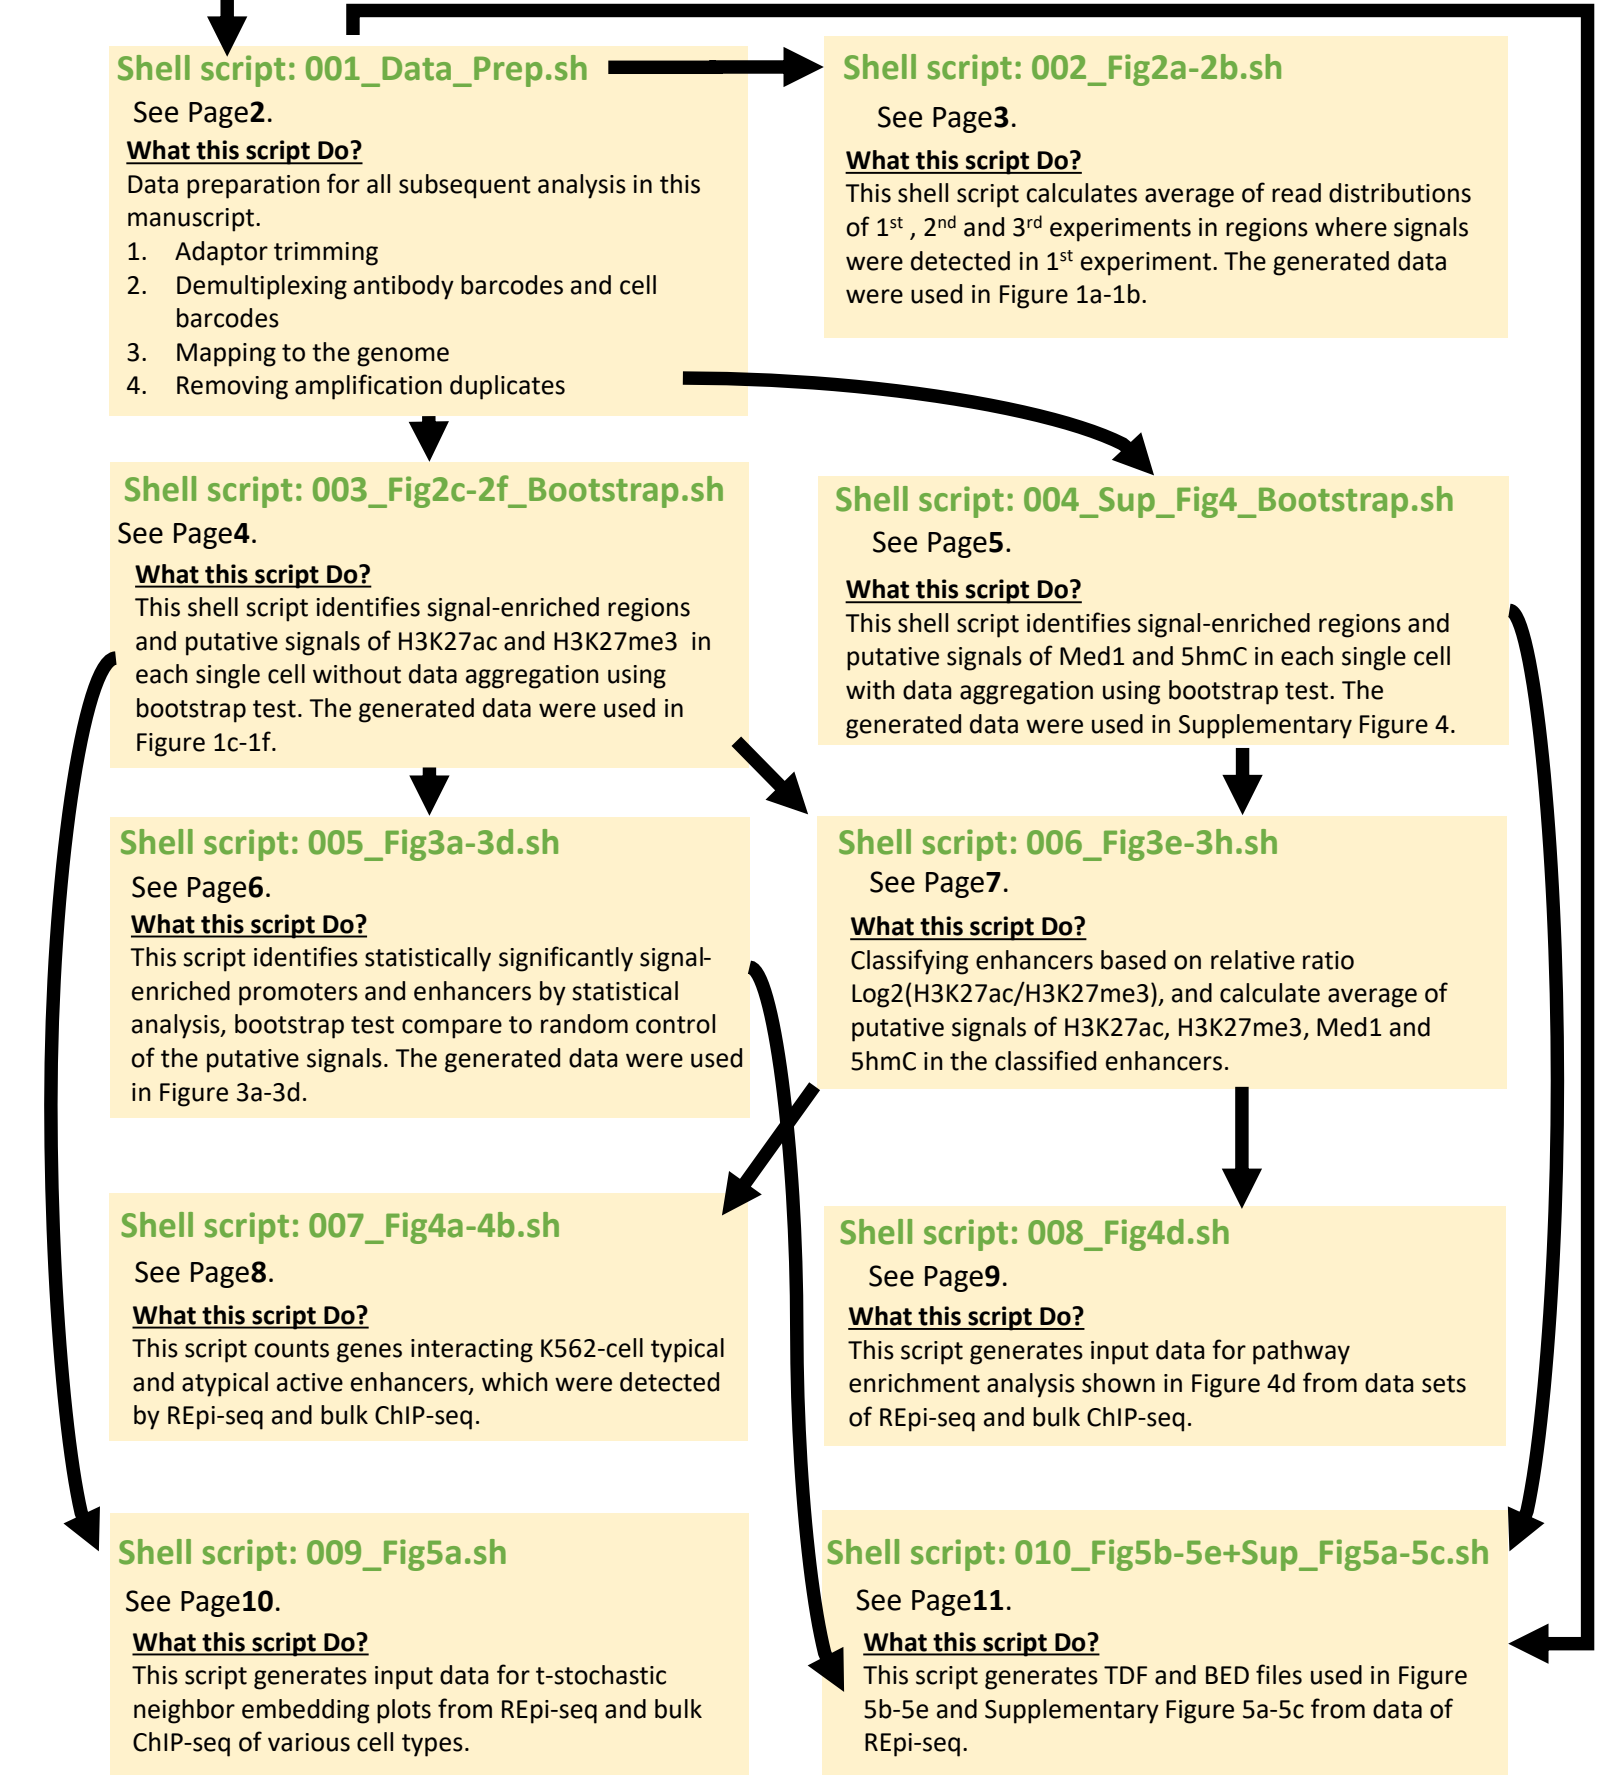 Shell script: 001_Data_Prep.sh
See Page2.
What this script Do?
Data preparation for all subsequent analysis in this
manuscript.
1. Adaptor trimming
2. Demultiplexing antibody barcodes and cell
barcodes
3. Mapping to the genome
4. Removing amplification duplicates
Shell script: 002_Fig2a-2b.sh
See Page3.
What this script Do?
This shell script calculates average of read distributions
of 1st , 2nd and 3rd experiments in regions where signals
were detected in 1st experiment. The generated data
were used in Figure 1a-1b.
Shell script: 003_Fig2c-2f_Bootstrap.sh
See Page4.
What this script Do?
This shell script identifies signal-enriched regions
and putative signals of H3K27ac and H3K27me3 in
each single cell without data aggregation using
bootstrap test. The generated data were used in
Figure 1c-1f.
Shell script: 004_Sup_Fig4_Bootstrap.sh
See Page5.
What this script Do?
This shell script identifies signal-enriched regions and
putative signals of Med1 and 5hmC in each single cell
with data aggregation using bootstrap test. The
generated data were used in Supplementary Figure 4.
Shell script: 005_Fig3a-3d.sh
See Page6.
What this script Do?
This script identifies statistically significantly signal-
enriched promoters and enhancers by statistical
analysis, bootstrap test compare to random control
of the putative signals. The generated data were used
in Figure 3a-3d.
Shell script: 006_Fig3e-3h.sh
See Page7.
What this script Do?
Classifying enhancers based on relative ratio
Log2(H3K27ac/H3K27me3), and calculate average of
putative signals of H3K27ac, H3K27me3, Med1 and
5hmC in the classified enhancers.
Shell script: 007_Fig4a-4b.sh
See Page8.
What this script Do?
This script counts genes interacting K562-cell typical
and atypical active enhancers, which were detected
by REpi-seq and bulk ChIP-seq.
Shell script: 008_Fig4d.sh
See Page9.
What this script Do?
This script generates input data for pathway
enrichment analysis shown in Figure 4d from data sets
of REpi-seq and bulk ChIP-seq.
Shell script: 009_Fig5a.sh
See Page10.
What this script Do?
This script generates input data for t-stochastic
neighbor embedding plots from REpi-seq and bulk
ChIP-seq of various cell types.
Shell script: 010_Fig5b-5e+Sup_Fig5a-5c.sh
See Page11.
What this script Do?
This script generates TDF and BED files used in Figure
5b-5e and Supplementary Figure 5a-5c from data of
REpi-seq.